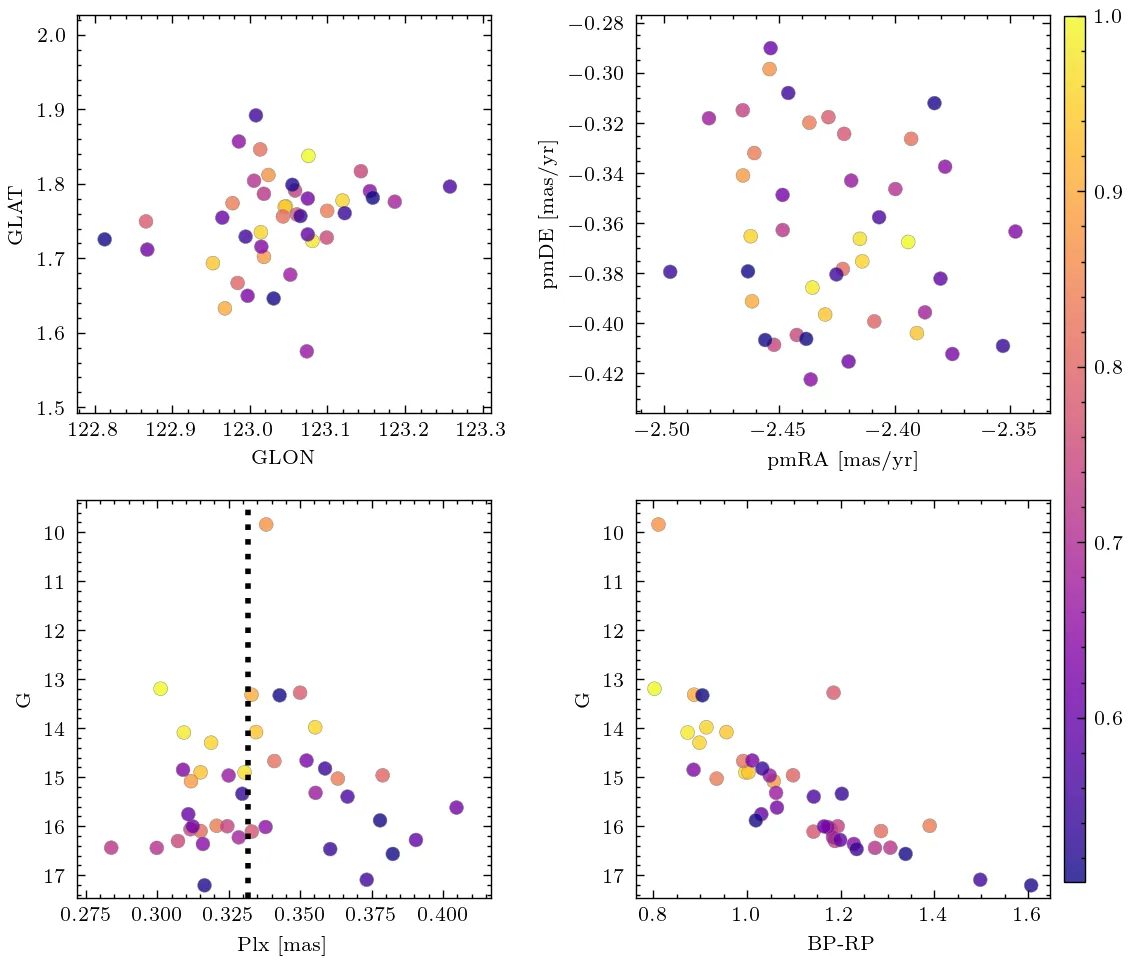 2.0
1.9
1.8
1.7
1.6
1.5
GLAT
122.8 122.9 123.0 123.1 123.2 123.3
GLON
−0.28
−0.30
−0.32
−0.34
−0.36
−0.38
−0.40
−0.42
pmDE [mas/yr]
−2.50 −2.45 −2.40 −2.35
pmRA [mas/yr]
1.0
0.9
0.8
0.7
0.6
10
11
12
13
14
15
16
17
G
0.275 0.300 0.325 0.350 0.375 0.400
Plx [mas]
10
11
12
13
14
15
16
17
G
0.8 1.0 1.2 1.4 1.6
BP-RP